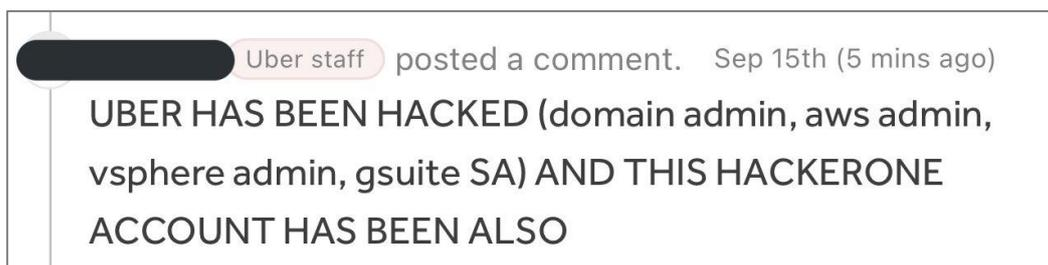 Uber staff posted a comment. Sep 15th (5 mins ago)
UBER HAS BEEN HACKED (domain admin, aws admin,
vsphere admin, gsuite SA) AND THIS HACKERONE
ACCOUNT HAS BEEN ALSO